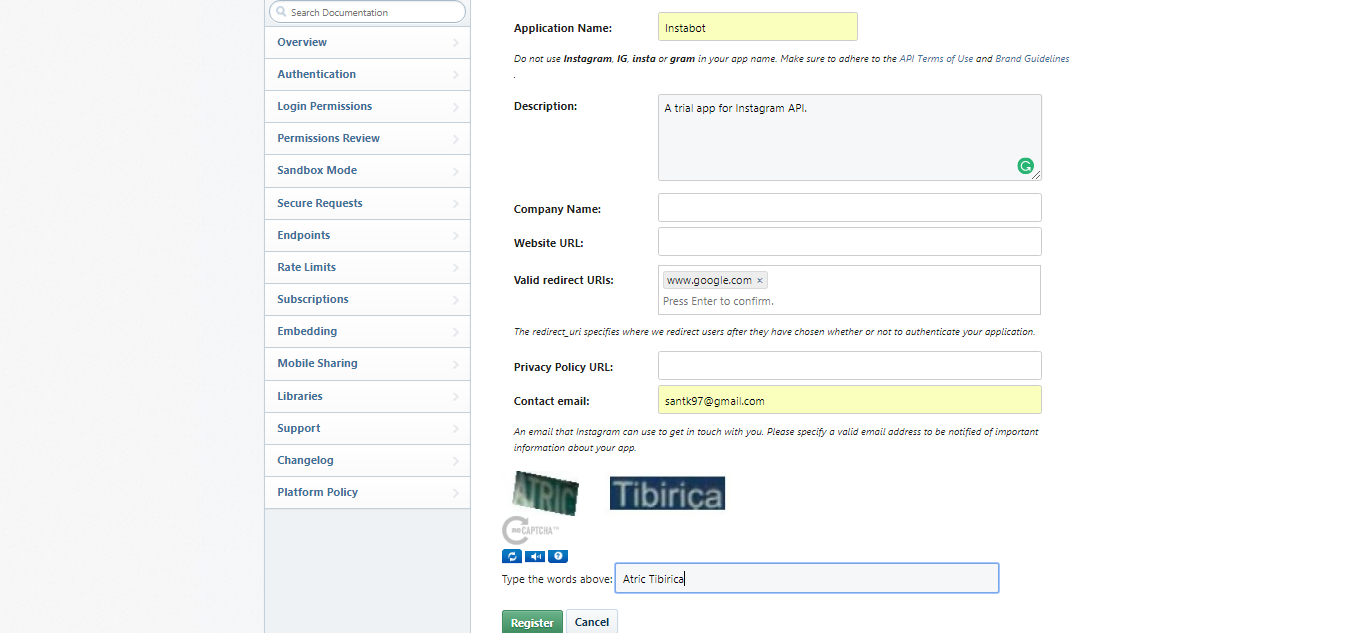 Search Documentation
Overview
Authentication
Login Permissions
Permissions Review
Sandbox Mode
Secure Requests
Endpoints
Rate Limits
Subscriptions
Embedding
Mobile Sharing
Libraries
Support
Changelog
Platform Policy
Application Name: Instabot
Do not use Instagram, IG, insta or gram in your app name. Make sure to adhere to the API Terms of Use and Brand Guidelines
.
Description: A trial app for Instagram API.
Company Name:
Website URL:
Valid redirect URIs: www.google.com ×
Press Enter to confirm.
The redirect_uri specifies where we redirect users after they have chosen whether or not to authenticate your application.
Privacy Policy URL:
Contact email: santk97@gmail.com
An email that Instagram can use to get in touch with you. Please specify a valid email address to be notified of important
information about your app.
ATRIC Tibiriça
reCAPTCHA™
Type the words above: Atric Tibirica
Register Cancel